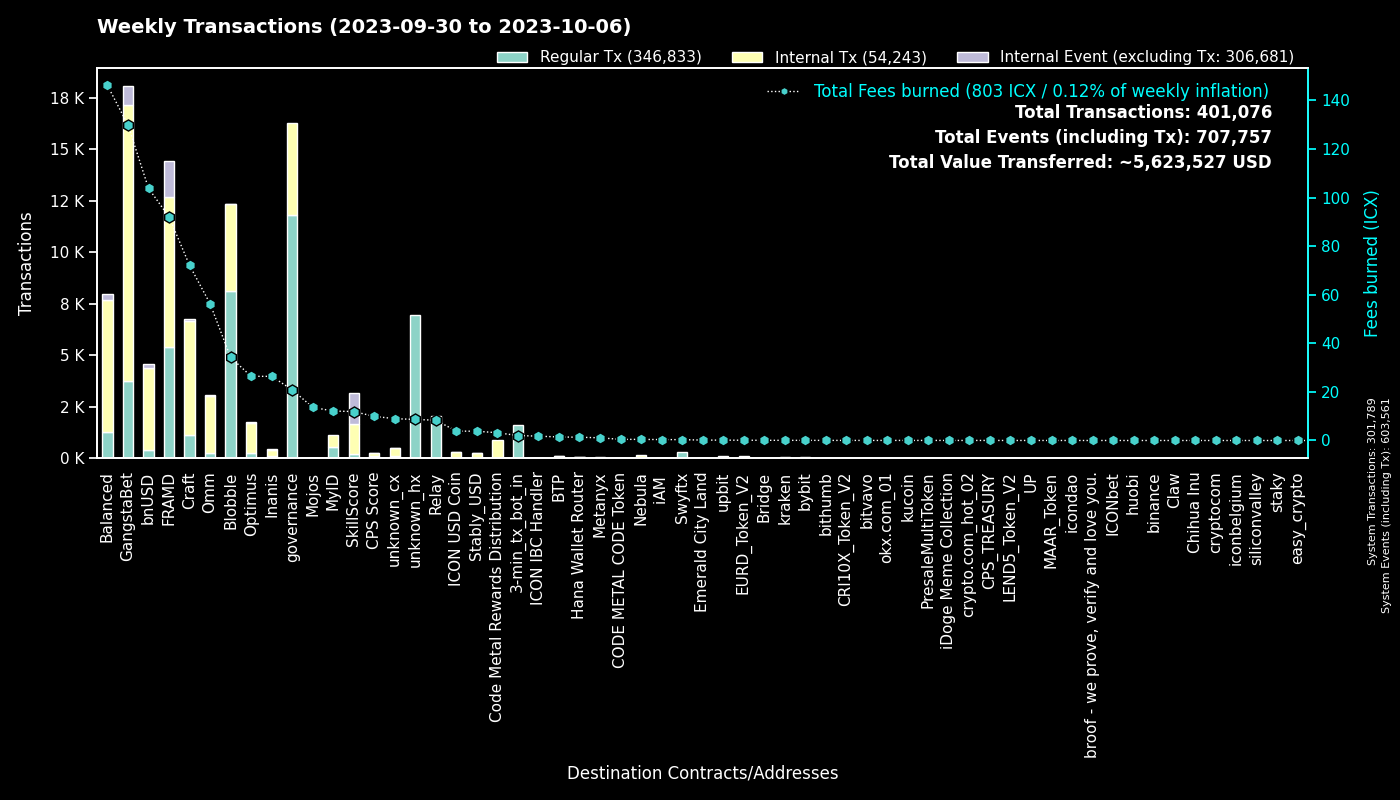 Weekly Transactions (2023-09-30 to 2023-10-06)
Regular Tx (346,833)
Internal Tx (54,243)
Internal Event (excluding Tx: 306,681)
Total Fees burned (803 ICX / 0.12% of weekly inflation)
Total Transactions: 401,076
Total Events (including Tx): 707,757
Total Value Transferred: ~5,623,527 USD
Transactions
18 K
15 K
12 K
10 K
8 K
5 K
2 K
0 K
140
120
100
80
60
40
20
0
Fees burned (ICX)
System Transactions: 301,789
System Events (including Tx): 603,561
Balanced
GangstaBet
bnUSD
FRAMD
Craft
Omm
Blobble
Optimus
Inanis
governance
Mojos
MyID
SkillScore
CPS Score
unknown_cx
unknown_hx
Relay
ICON USD Coin
Stably_USD
Code Metal Rewards Distribution
3-min_tx_bot_in
ICON IBC Handler
BTP
Hana Wallet Router
Metanyx
CODE METAL CODE Token
Nebula
iAM
Swyftx
Emerald City Land
upbit
EURD_Token_V2
Bridge
kraken
bybit
bithumb
CRI10X_Token_V2
bitvavo
okx.com_01
kucoin
PresaleMultiToken
iDoge Meme Collection
crypto.com_hot_02
CPS_TREASURY
LEND5_Token_V2
UP
MAAR_Token
icondao
broof - we prove, verify and love you.
ICONbet
huobi
binance
Claw
Chihua Inu
cryptocom
iconbelgium
siliconvalley
staky
easy_crypto
Destination Contracts/Addresses